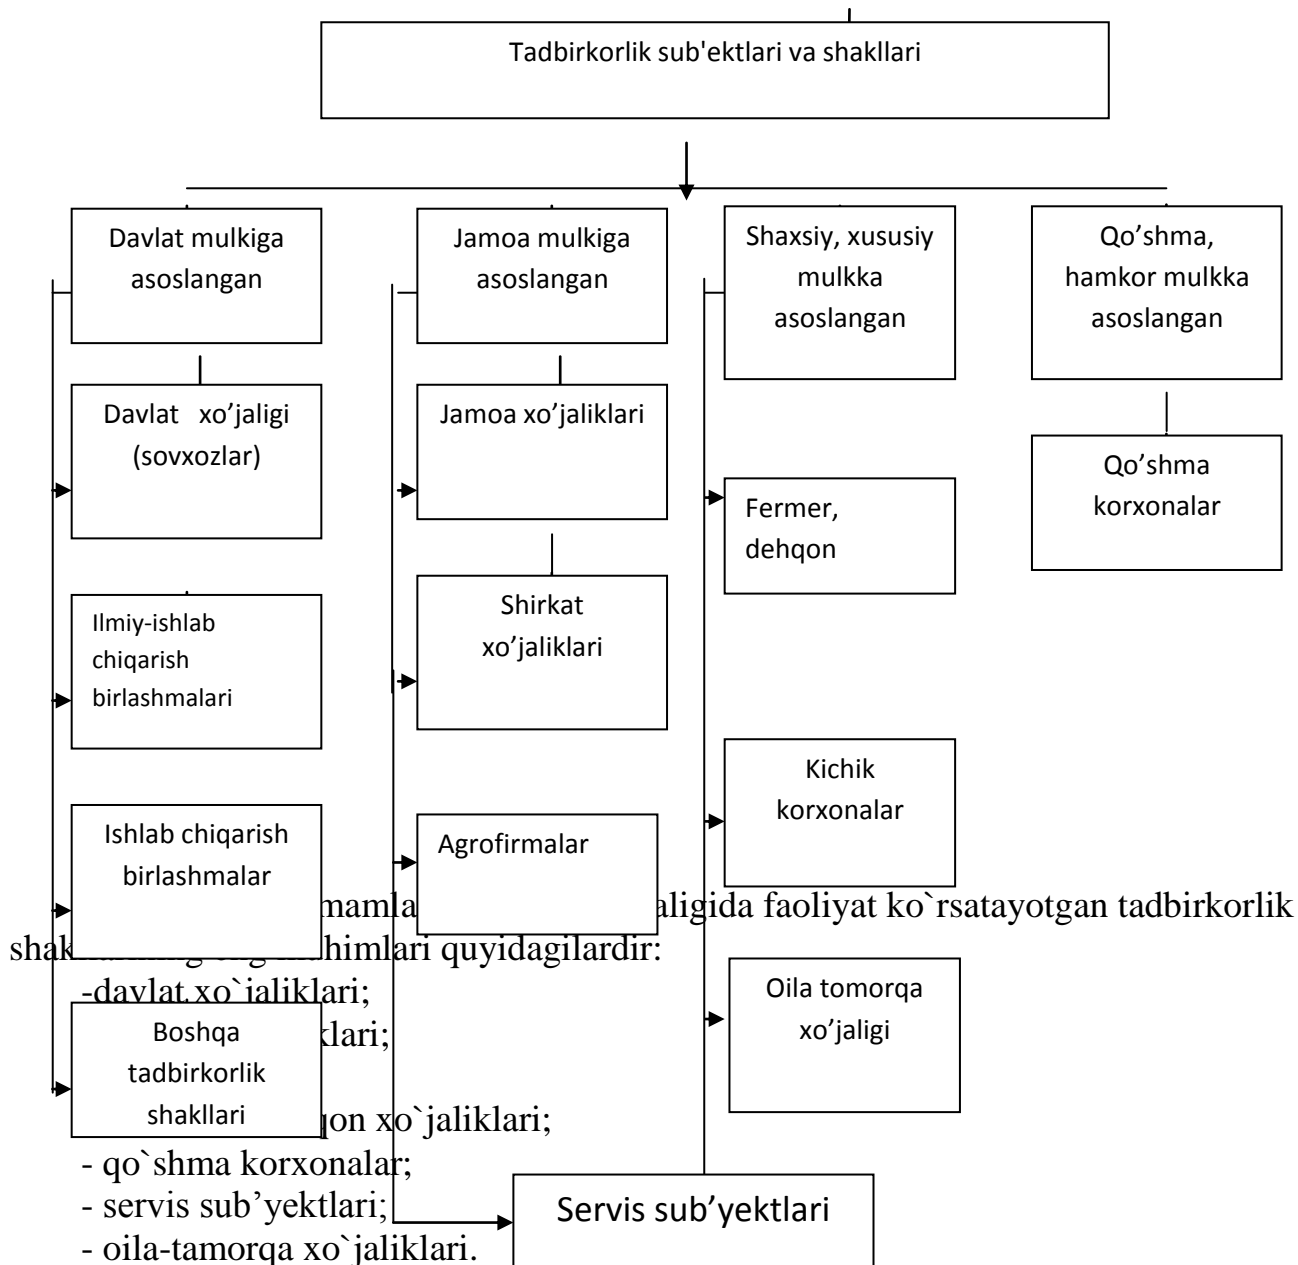 Tadbirkorlik sub'ektlari va shakllari
Davlat mulkiga
asoslangan
Jamoa mulkiga
asoslangan
Shaxsiy, xususiy
mulkka
asoslangan
Qo’shma,
hamkor mulkka
asoslangan
Davlat xo’jaligi
(sovxozlar)
Jamoa xo’jaliklari
Fermer,
dehqon
Qo’shma
korxonalar
Ilmiy-ishlab
chiqarish
birlashmalari
Shirkat
xo’jaliklari
Kichik
korxonalar
Ishlab chiqarish
birlashmalar
Agrofirmalar
Oila tomorqa
xo’jaligi
Boshqa
tadbirkorlik
shakllari
Servis sub’yektlari
faoliyat ko`rsatayotgan tadbirkorlik
quyidagilardir:
-davlat xo`jaliklari;
xo`jaliklari;
- qo`shma korxonalar;
- servis sub’yektlari;
- oila-tamorqa xo`jaliklari.